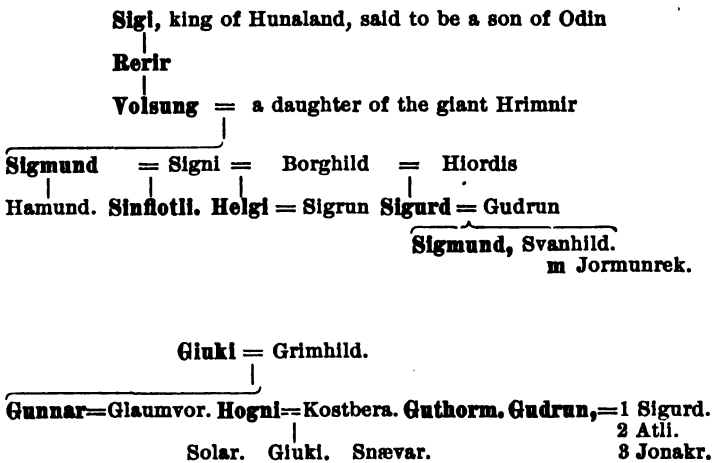 Sigi, king of Hunaland, said to be a son of Odin
Rerir
Volsung = a daughter of the giant Hrimnir
Sigmund = Signi = Borghild = Hiordis
Hamund. Sinfiotli. Helgi = Sigrun Sigurd = Gudrun
Sigmund, Svanhild.
m Jormunrek.
Giuki = Grimhild.
Gunnar=Glaumvor. Hogni=Kostbera. Guthorm. Gudrun,=1 Sigurd.
2 Atli.
Solar. Giuki. Snævar. 3 Jonakr.